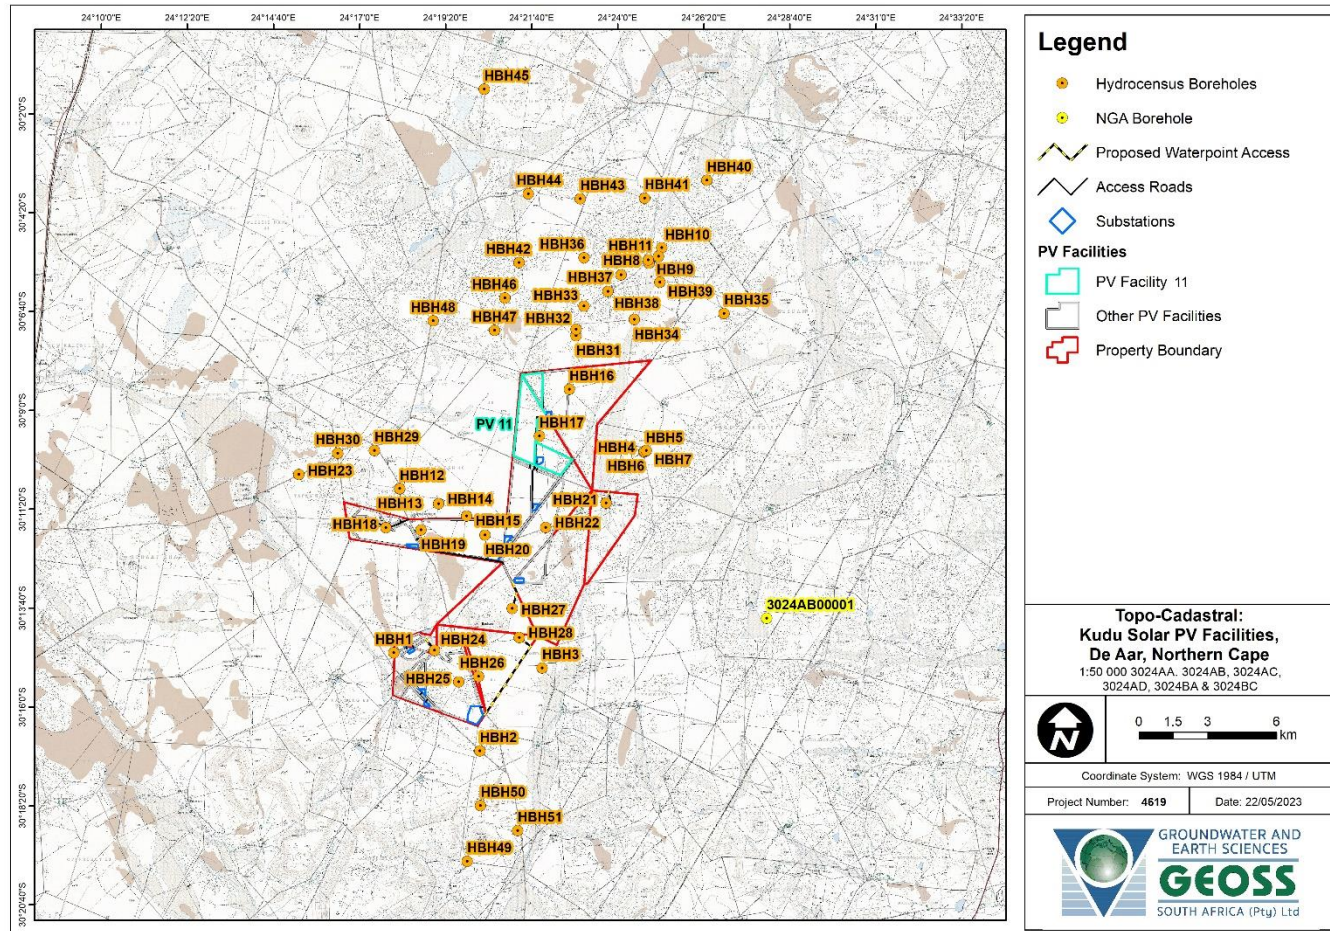 24°10'0"E 24°12'20"E 24°14'40"E 24°17'0"E 24°19'20"E 24°21'40"E 24°24'0"E 24°26'20"E 24°28'40"E 24°31'0"E 24°33'20"E
30°2'0"S
30°4'20"S
30°6'40"S
30°9'0"S
30°11'20"S
30°13'40"S
30°16'0"S
30°18'20"S
30°20'40"S
HBH45
HBH40
HBH44
HBH43
HBH41
HBH10
HBH42
HBH36
HBH11
HBH8
HBH9
HBH37
HBH46
HBH39
HBH33
HBH38
HBH35
HBH48
HBH47
HBH32
HBH34
HBH31
HBH16
PV 11
HBH17
HBH30
HBH29
HBH4
HBH5
HBH6
HBH7
HBH23
HBH12
HBH13
HBH14
HBH21
HBH18
HBH15
HBH22
HBH19
HBH20
HBH27
3024AB00001
HBH1
HBH24
HBH28
HBH3
HBH26
HBH25
HBH2
HBH50
HBH51
HBH49
Legend
Hydrocensus Boreholes
NGA Borehole
Proposed Waterpoint Access
Access Roads
Substations
PV Facilities
PV Facility 11
Other PV Facilities
Property Boundary
Topo-Cadastral:
Kudu Solar PV Facilities,
De Aar, Northern Cape
1:50 000 3024AA. 3024AB, 3024AC,
3024AD, 3024BA & 3024BC
N
0 1.5 3 6
km
Coordinate System: WGS 1984 / UTM
Project Number: 4619
Date: 22/05/2023
GROUNDWATER AND
EARTH SCIENCES
GEOSS
SOUTH AFRICA (Pty) Ltd